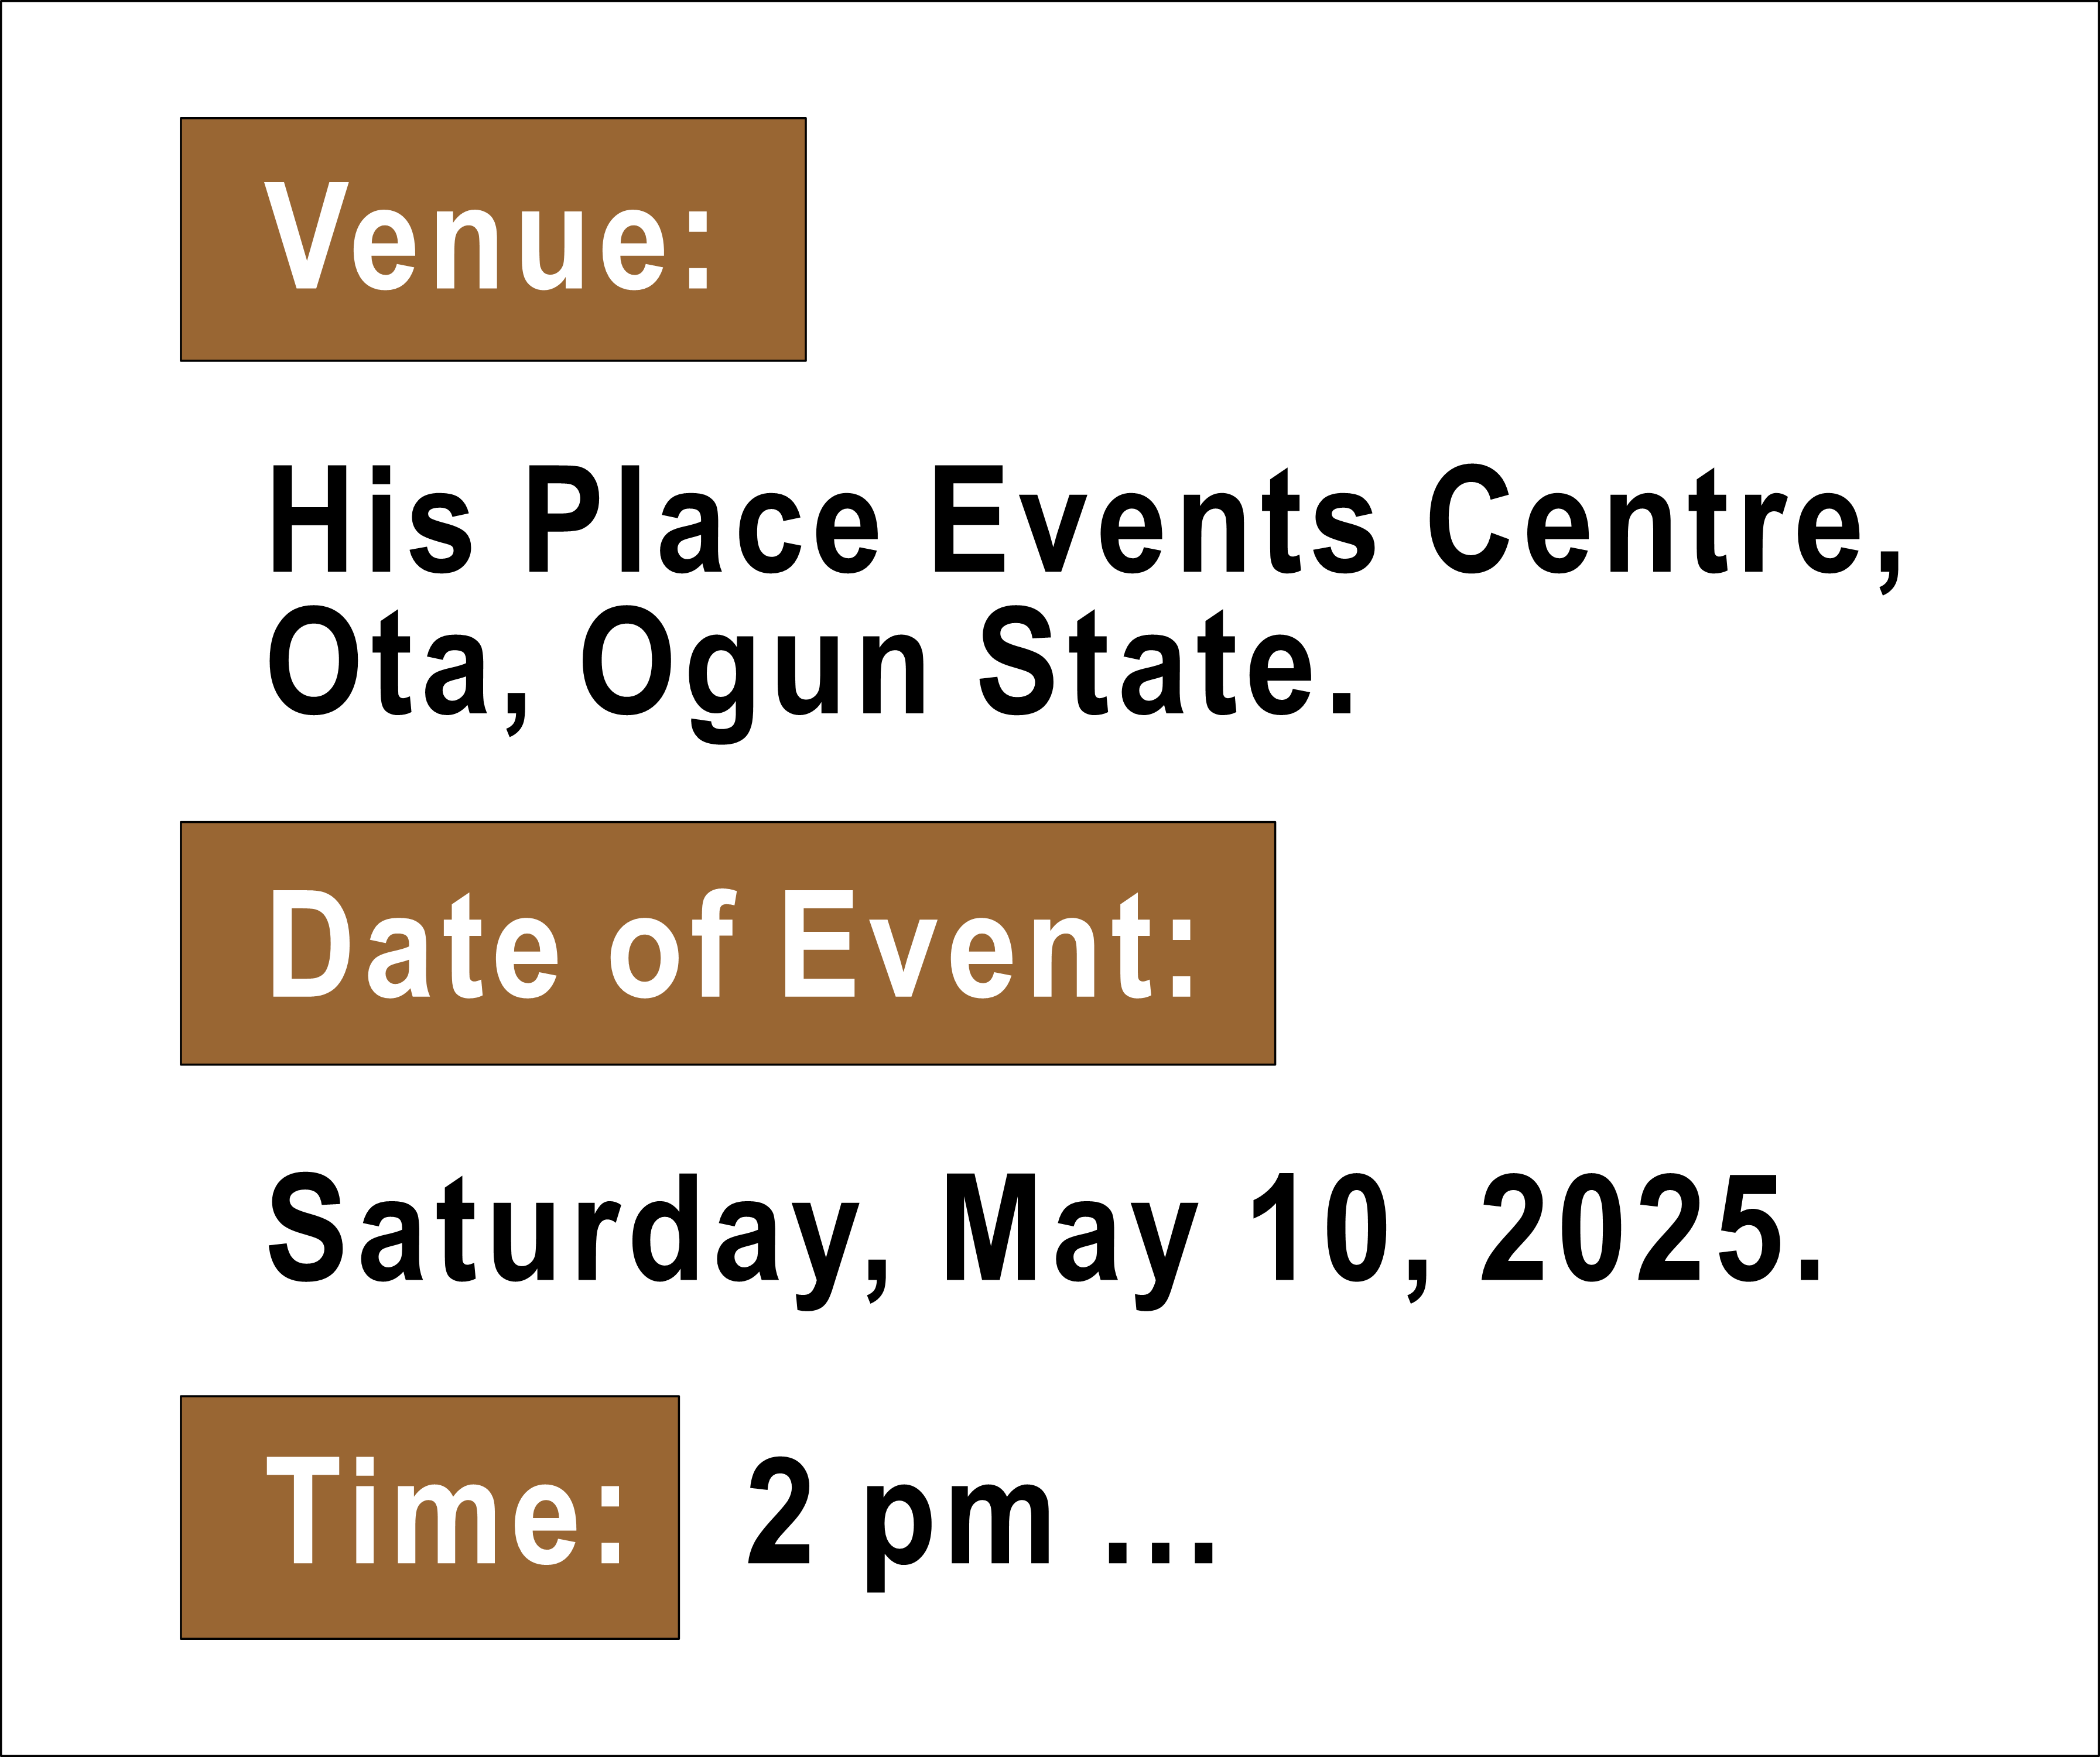 Venue:
His Place Events Centre,
Ota, Ogun State.
Date of Event:
Saturday, May 10, 2025.
Time: 2 pm ...